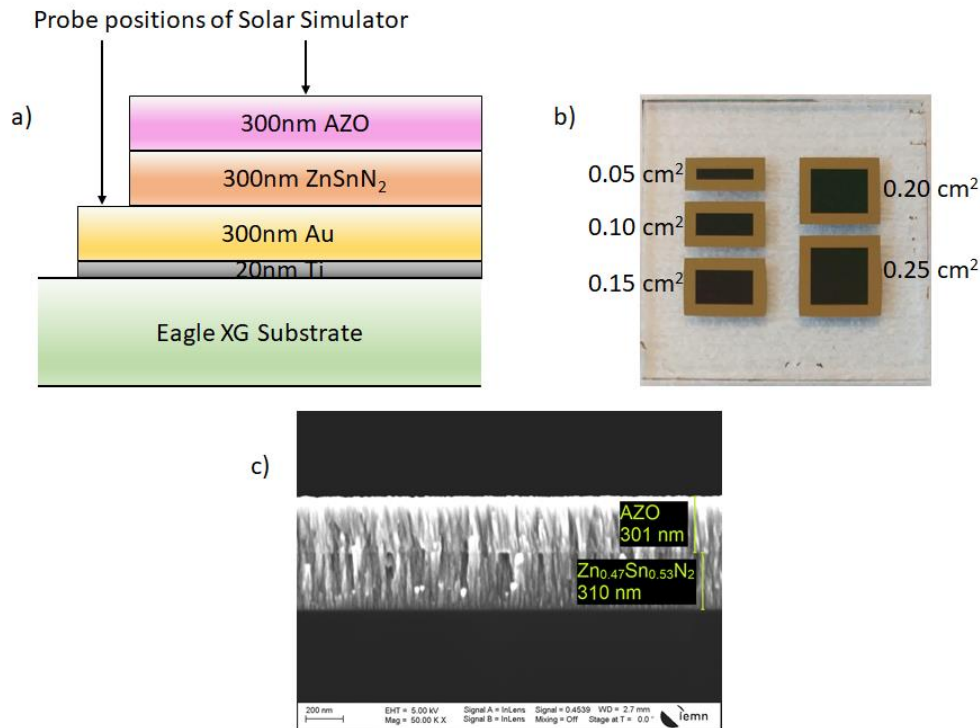 Probe positions of Solar Simulator
a)
300nm AZO
300nm ZnSnN₂
300nm Au
20nm Ti
Eagle XG Substrate
b)
0.05 cm²
0.10 cm²
0.15 cm²
0.20 cm²
0.25 cm²
c)
AZO
301 nm
Zn₀.₄₇Sn₀.₅₃N₂
310 nm
200 nm
EHT = 5.00 kV
Mag = 50.00 K X
Signal A = InLens
Signal B = InLens
Signal = 0.4539
Mixing = Off
WD = 2.7 mm
Stage at T = 0.0 °
iemn